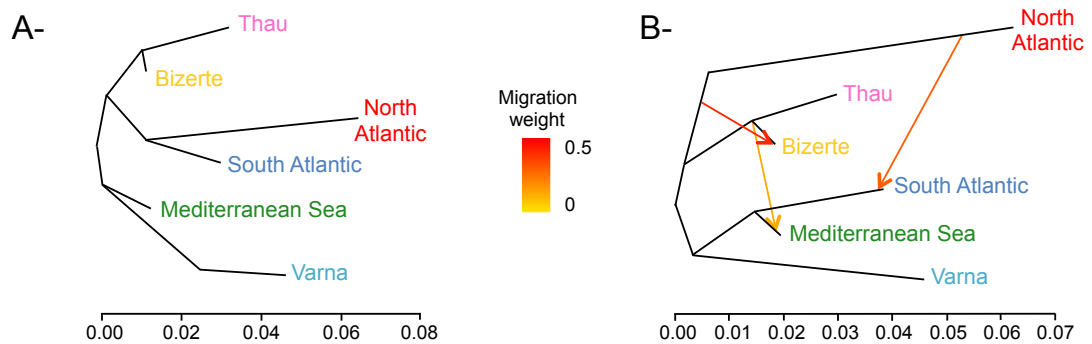 A-
Thau
Bizerte
North
Atlantic
South Atlantic
Mediterranean Sea
Varna
0.00 0.02 0.04 0.06 0.08
Migration
weight
0.5
0
B-
North
Atlantic
Thau
Bizerte
South Atlantic
Mediterranean Sea
Varna
0.00 0.01 0.02 0.03 0.04 0.05 0.06 0.07